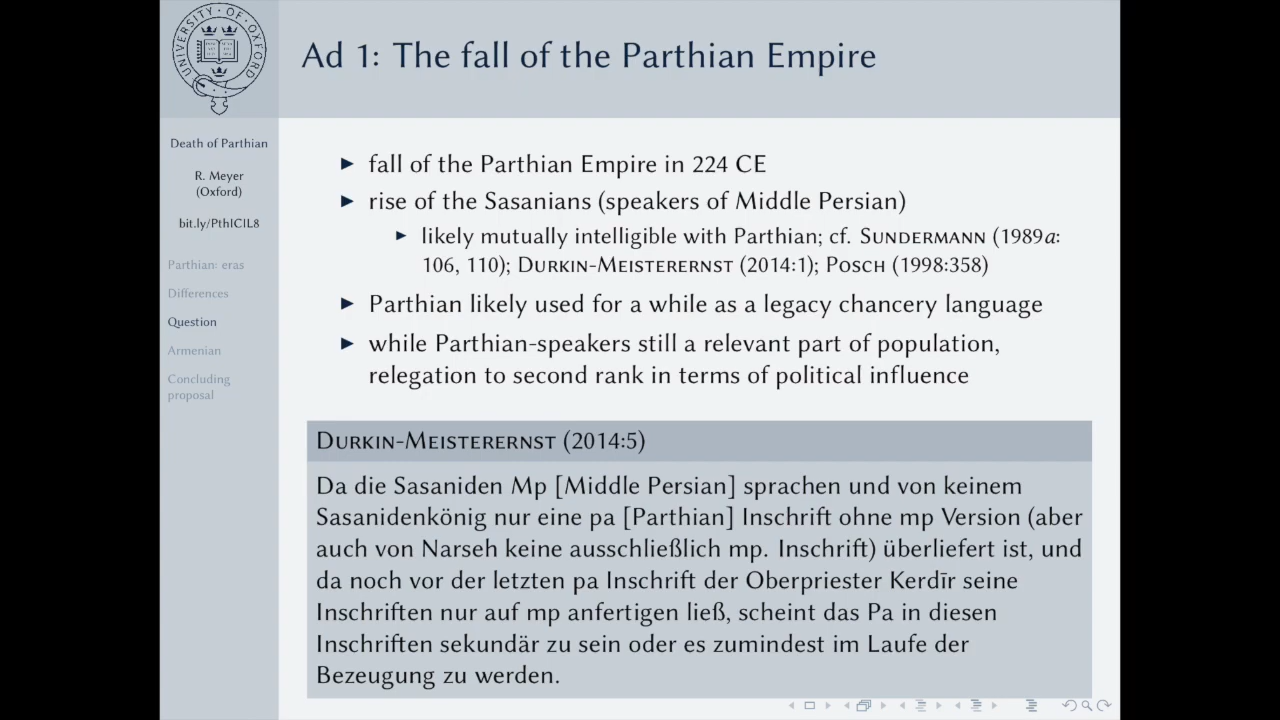 UNIVERSITY OF OXFORD
Ad 1: The fall of the Parthian Empire
Death of Parthian
R. Meyer
(Oxford)
bit.ly/PthICIL8
Parthian: eras
Differences
Question
Armenian
Concluding
proposal
► fall of the Parthian Empire in 224 CE
► rise of the Sasanians (speakers of Middle Persian)
► likely mutually intelligible with Parthian; cf. SUNDERMANN (1989a:
106, 110); DURKIN-MEISTERERNST (2014:1); POSCH (1998:358)
► Parthian likely used for a while as a legacy chancery language
► while Parthian-speakers still a relevant part of population,
relegation to second rank in terms of political influence
DURKIN-MEISTERERNST (2014:5)
Da die Sasaniden Mp [Middle Persian] sprachen und von keinem
Sasanidenkönig nur eine pa [Parthian] Inschrift ohne mp Version (aber
auch von Narseh keine ausschließlich mp. Inschrift) überliefert ist, und
da noch vor der letzten pa Inschrift der Oberpriester Kerdīr seine
Inschriften nur auf mp anfertigen ließ, scheint das Pa in diesen
Inschriften sekundär zu sein oder es zumindest im Laufe der
Bezeugung zu werden.